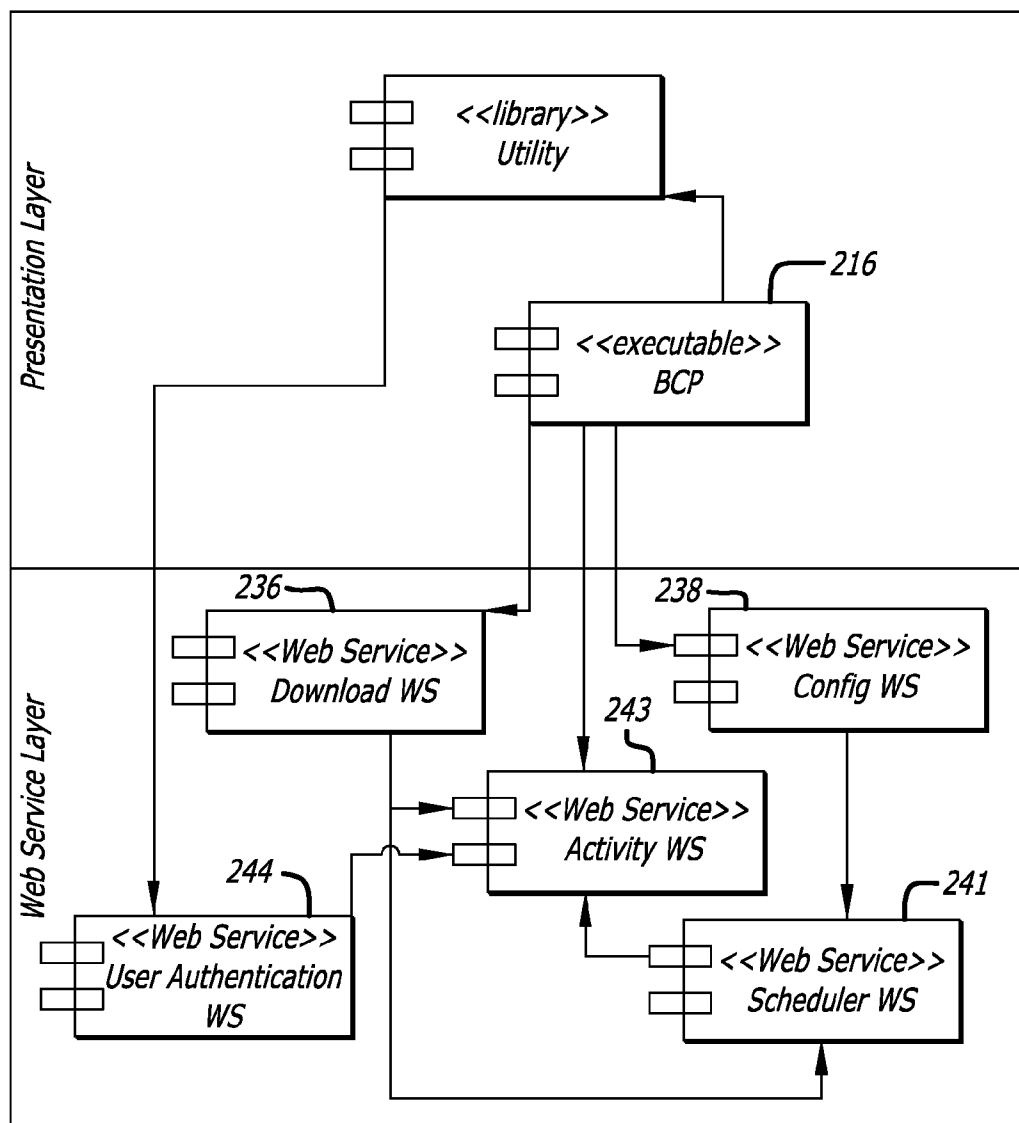 Presentation Layer
<<library>>
Utility
216
<<executable>>
BCP
Web Service Layer
236
<<Web Service>>
Download WS
238
<<Web Service>>
Config WS
243
<<Web Service>>
Activity WS
244
<<Web Service>>
User Authentication
WS
241
<<Web Service>>
Scheduler WS